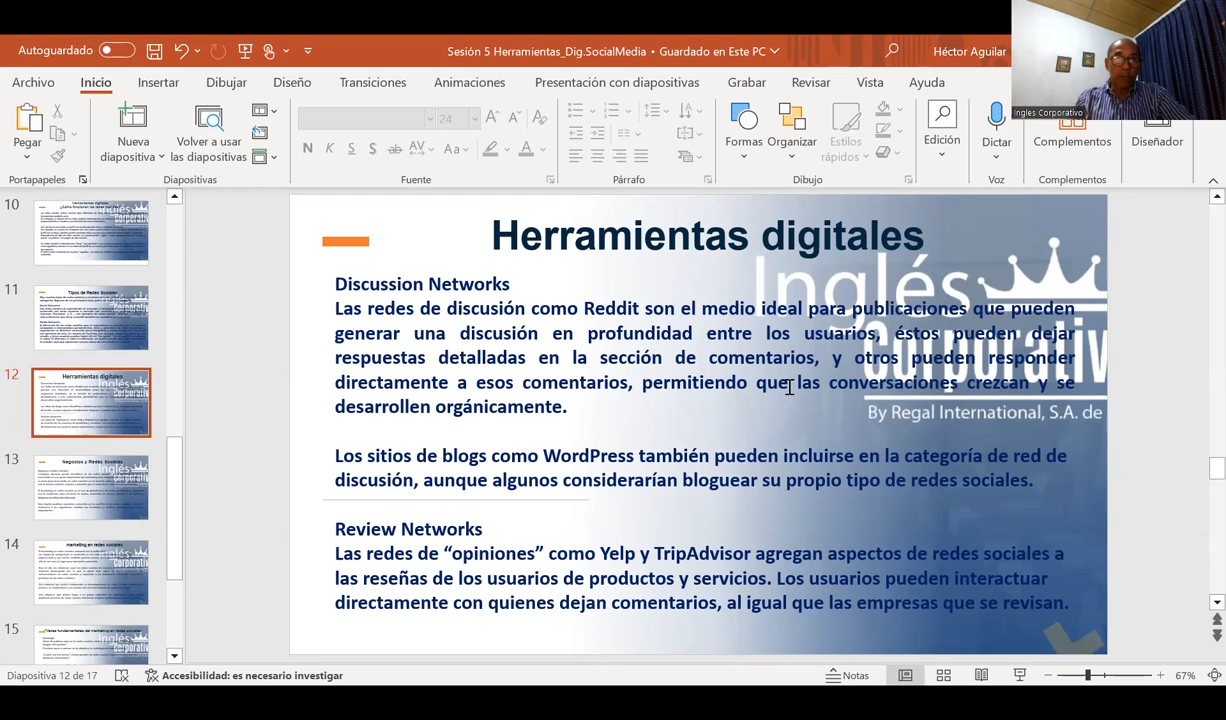 Autoguardado
Sesión 5 Herramientas_Dig.SocialMedia • Guardado en Este PC
Héctor Aguilar
Ingles Corporativo
Archivo Inicio Insertar Dibujar Diseño Transiciones Animaciones Presentación con diapositivas Grabar Revisar Vista Ayuda
24
Pegar
Nueva diapositiva
Volver a usar las diapositivas
N K S S ab AV Aa A
Formas
Organizar
Estilos rápidos
Edición
Dictar
Complementos
Diseñador
Portapapeles Diapositivas Fuente Párrafo Dibujo Voz Complementos
10
11
Tipos de Redes Sociales
12
Herramientas digitales
13
Negocios y Redes Sociales
14
marketing en redes sociales
15
Herramientas digitales
Discussion Networks
Las redes de discusión como Reddit son el medio ideal para publicaciones que pueden
generar una discusión en profundidad entre los usuarios, éstos pueden dejar
respuestas detalladas en la sección de comentarios, y otros pueden responder
directamente a esos comentarios, permitiendo que las conversaciones crezcan y se
desarrollen orgánicamente.
Los sitios de blogs como WordPress también pueden incluirse en la categoría de red de
discusión, aunque algunos considerarían bloguear su propio tipo de redes sociales.
Review Networks
Las redes de “opiniones” como Yelp y TripAdvisor agregan aspectos de redes sociales a
las reseñas de los usuarios de productos y servicios. Los usuarios pueden interactuar
directamente con quienes dejan comentarios, al igual que las empresas que se revisan.
Inglés
Corporativ
By Regal International, S.A. de
Diapositiva 12 de 17
Accesibilidad: es necesario investigar
Notas
67%